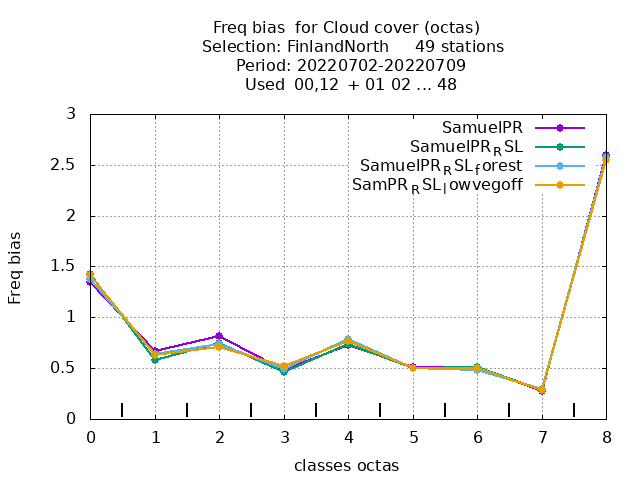 Freq bias  for Cloud cover (octas)
Selection: FinlandNorth     49 stations
Period: 20220702-20220709
Used  00,12  + 01 02 ... 48
SamuelPR
SamuelPR_RSL
SamuelPR_RSL_forest
SamPR_RSL_lowvegoff
3
2.5
2
1.5
1
0.5
0
Freq bias
0 1 2 3 4 5 6 7 8
classes octas